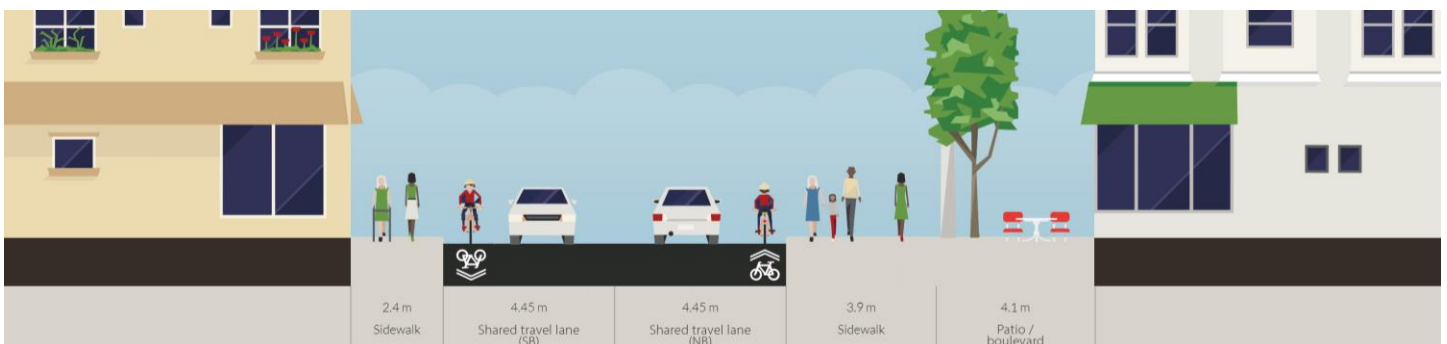 2.4 m
Sidewalk
4.45 m
Shared travel lane
(SB)
4.45 m
Shared travel lane
(NB)
3.9 m
Sidewalk
4.1 m
Patio /
boulevard